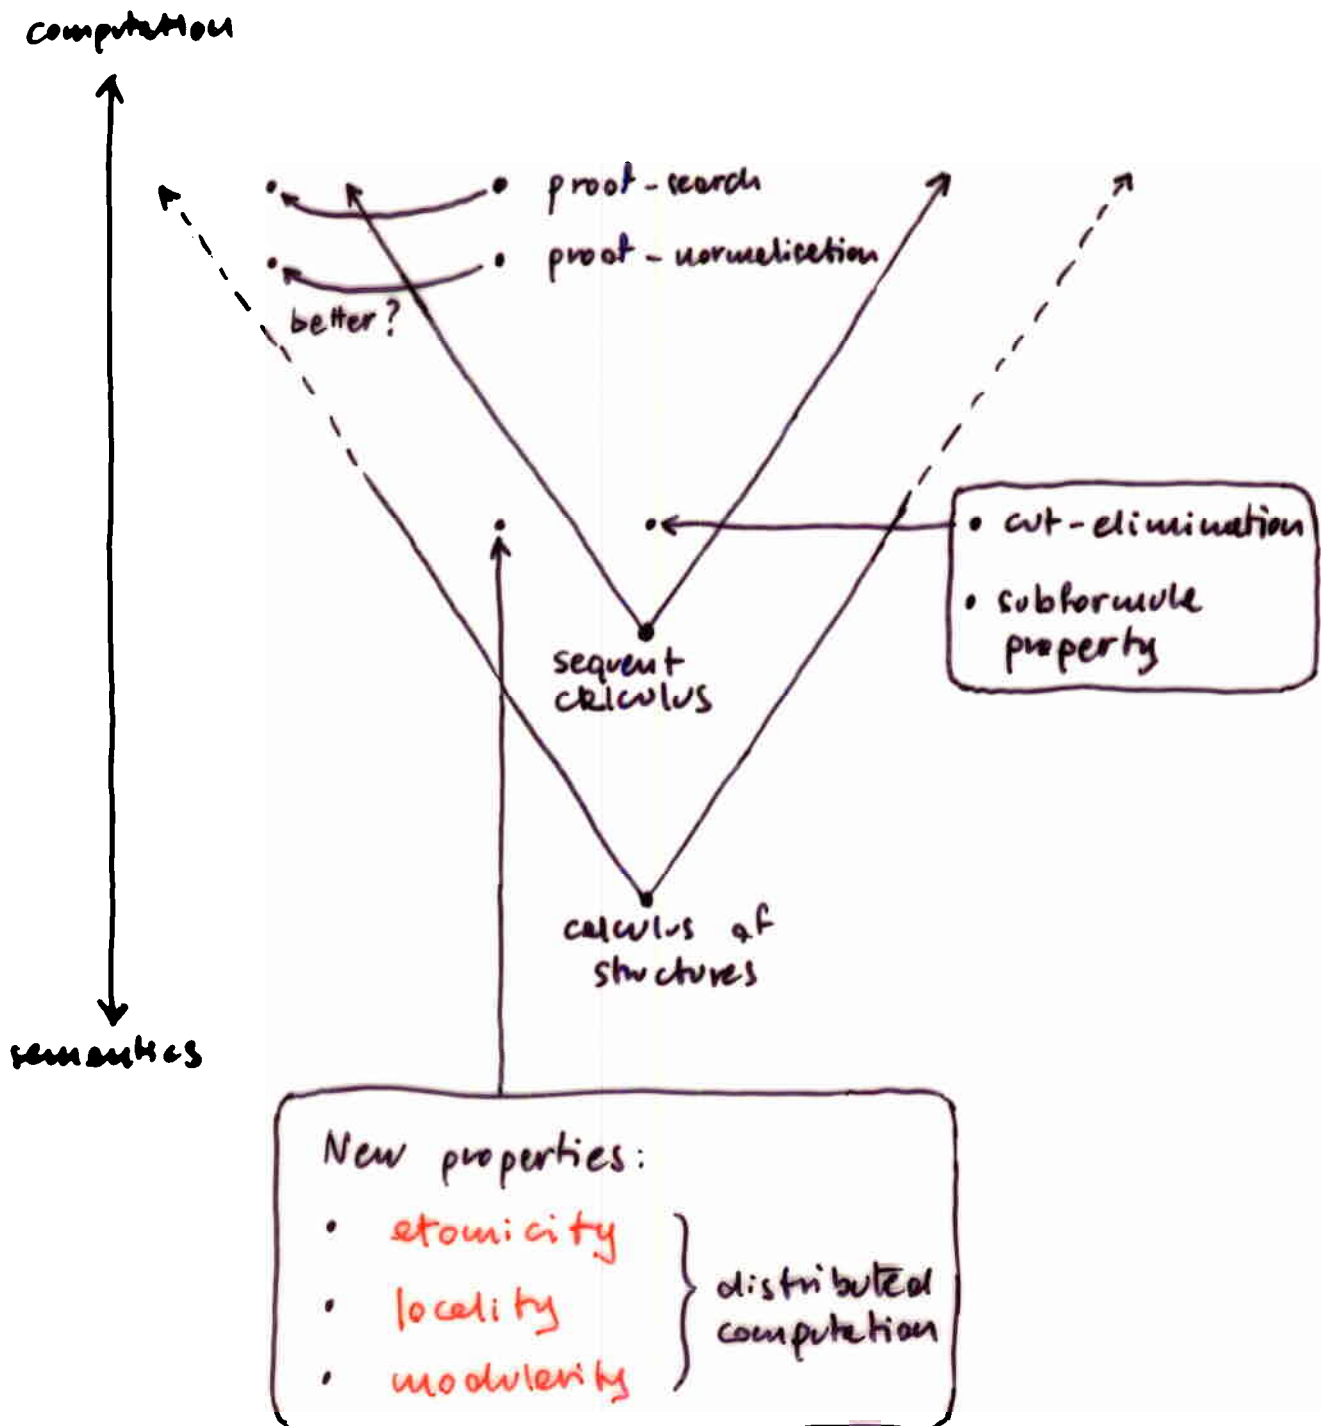 computation
proof-search
proof-normalisation
better?
• cut-elimination
• subformula
property
sequent
calculus
calculus of
structures
semantics
New properties:
• atomicity
• locality
• modularity
distributed
computation